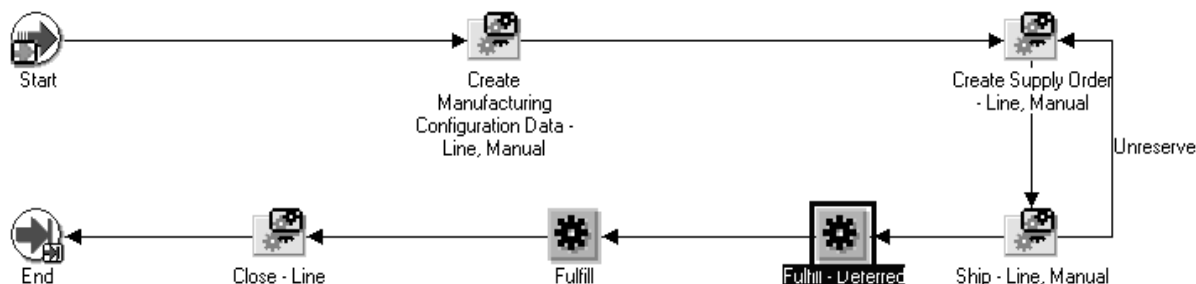 Start
Create
Manufacturing
Configuration Data -
Line, Manual
Create Supply Order
- Line, Manual
Unreserve
End
Close - Line
Fulfill
Fulfill - Deferred
Ship - Line, Manual